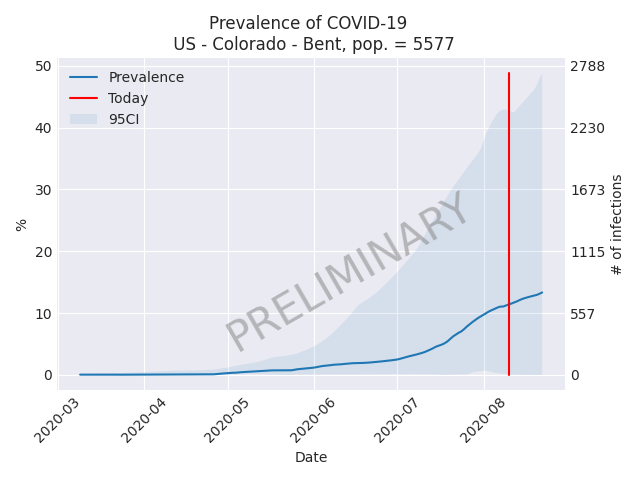 Prevalence of COVID-19
US - Colorado - Bent, pop. = 5577
Prevalence
Today
95CI
PRELIMINARY
%
50
40
30
20
10
0
2788
2230
1673
1115
557
0
# of infections
2020-03
2020-04
2020-05
2020-06
2020-07
2020-08
Date